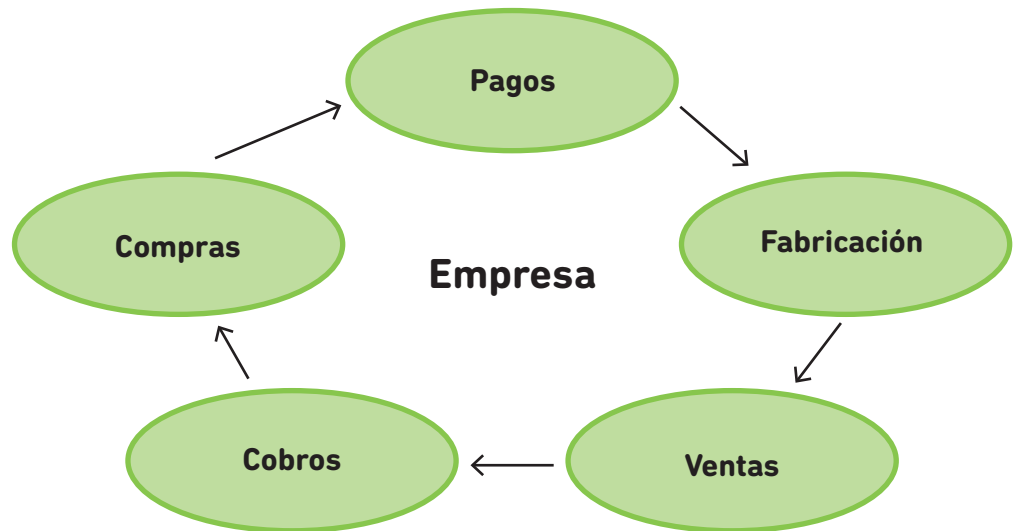 Pagos
Compras
Fabricación
Empresa
Cobros
Ventas